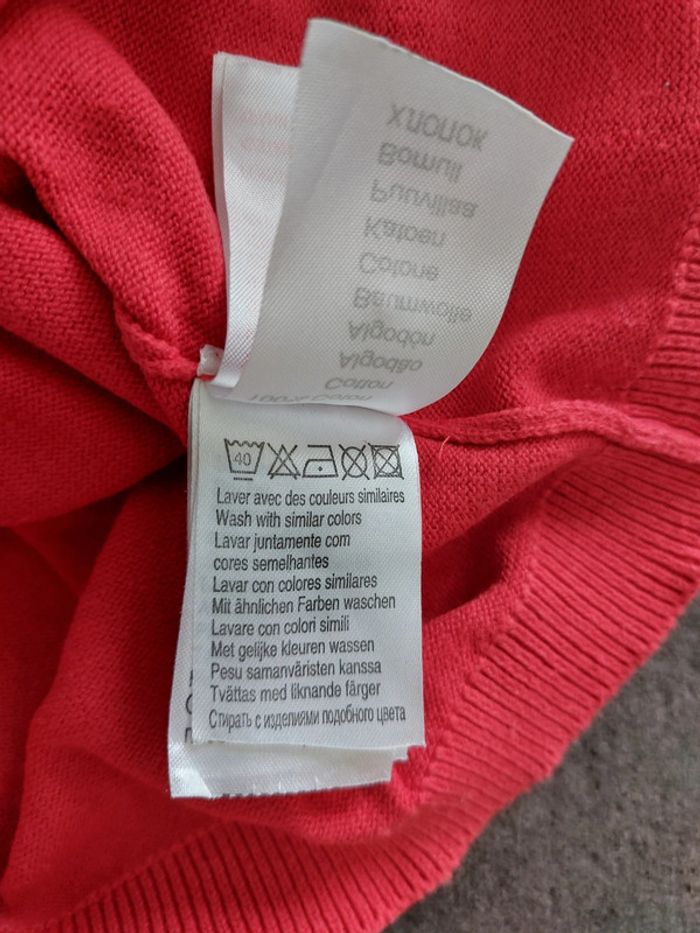 хлопок
Bomull
Puuvillaa
Katoen
Cotone
Baumwolle
Algodón
Algodão
Cotton
40
Laver avec des couleurs similaires
Wash with similar colors
Lavar juntamente com
cores semelhantes
Lavar con colores similares
Mit ähnlichen Farben waschen
Lavare con colori simili
Met gelijke kleuren wassen
Pesu samanväristen kanssa
Tvättas med liknande färger
Стирать с изделиями подобного цвета